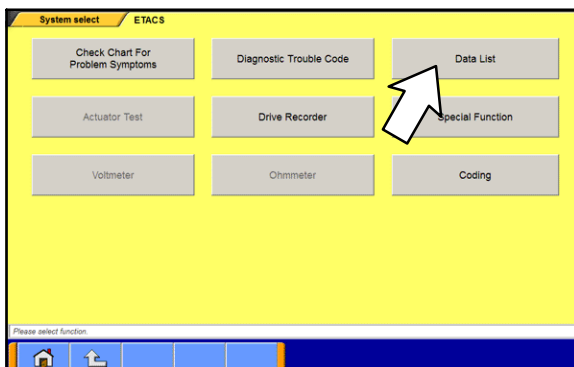 System select
ETACS
Check Chart For
Problem Symptoms
Diagnostic Trouble Code
Data List
Actuator Test
Drive Recorder
Special Function
Voltmeter
Ohmmeter
Coding
Please select function.